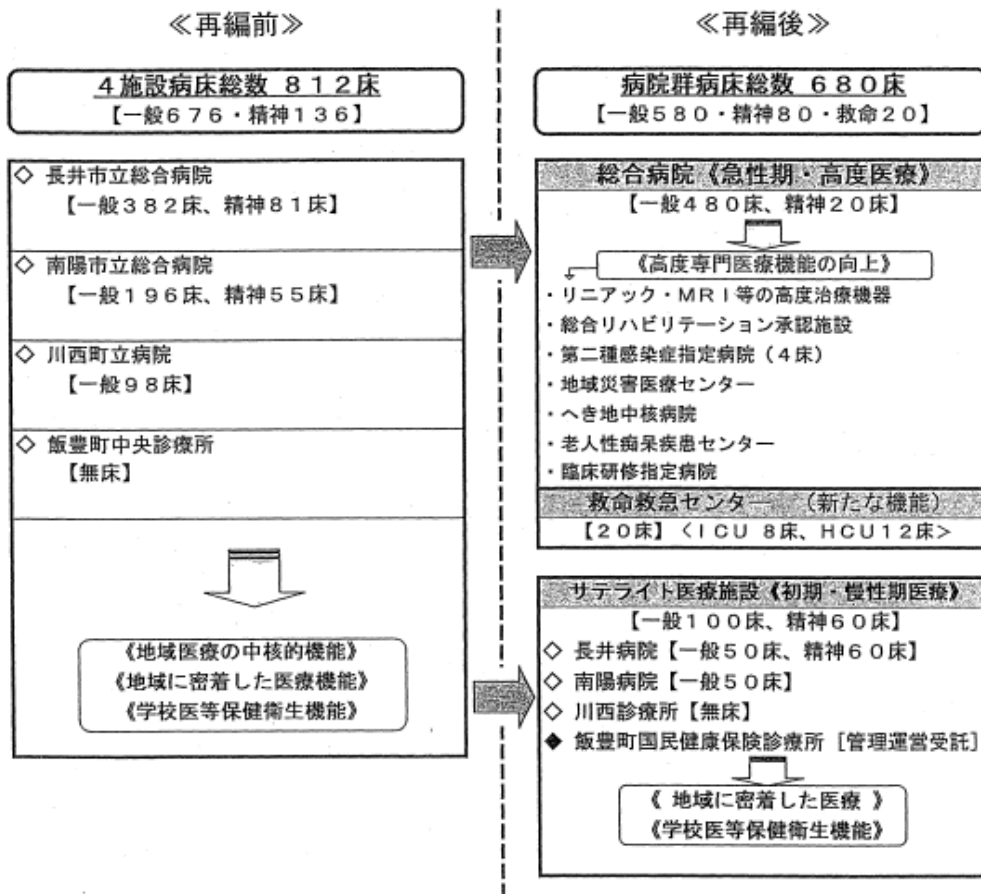 ≪再編前≫
4施設病床総数 812床
【一般676・精神136】
◇ 長井市立総合病院
【一般382床、精神81床】
◇ 南陽市立総合病院
【一般196床、精神55床】
◇ 川西町立病院
【一般98床】
◇ 飯豊町中央診療所
【無床】
《地域医療の中核的機能》
《地域に密着した医療機能》
《学校医等保健衛生機能》
≪再編後≫
病院群病床総数 680床
【一般580・精神80・救命20】
総合病院《急性期・高度医療》
【一般480床、精神20床】
《高度専門医療機能の向上》
・リニアック・MRI等の高度治療機器
・総合リハビリテーション承認施設
・第二種感染症指定病院(4床)
・地域災害医療センター
・へき地中核病院
・老人性痴呆疾患センター
・臨床研修指定病院
救命救急センター (新たな機能)
【20床】<ICU 8床、HCU12床>
サテライト医療施設《初期・慢性期医療》
【一般100床、精神60床】
◇ 長井病院【一般50床、精神60床】
◇ 南陽病院【一般50床】
◇ 川西診療所【無床】
◆ 飯豊町国民健康保険診療所[管理運営受託]
《 地域に密着した医療 》
《学校医等保健衛生機能》